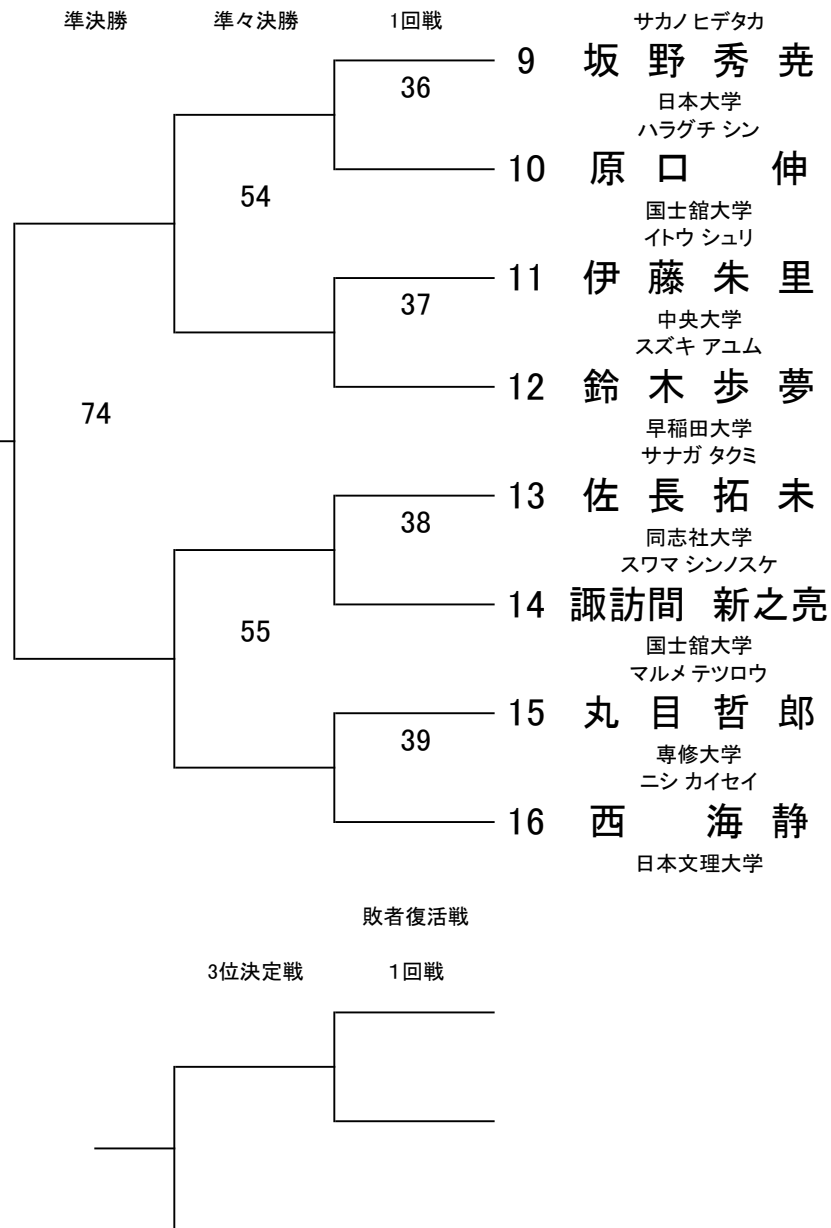 準決勝 準々決勝 1回戦 サカノ ヒデタカ
9 坂野秀尭
36
日本大学
ハラグチ シン
10 原口 伸
54
国士舘大学
イトウ シュリ
11 伊藤朱里
37
中央大学
スズキ アユム
12 鈴木歩夢
74
早稲田大学
サナガ タクミ
13 佐長拓未
38
同志社大学
スワマ シンノスケ
14 諏訪間 新之亮
55
国士舘大学
マルメ テツロウ
15 丸目哲郎
39
専修大学
ニシ カイセイ
16 西 海静
日本文理大学
敗者復活戦
3位決定戦 1回戦